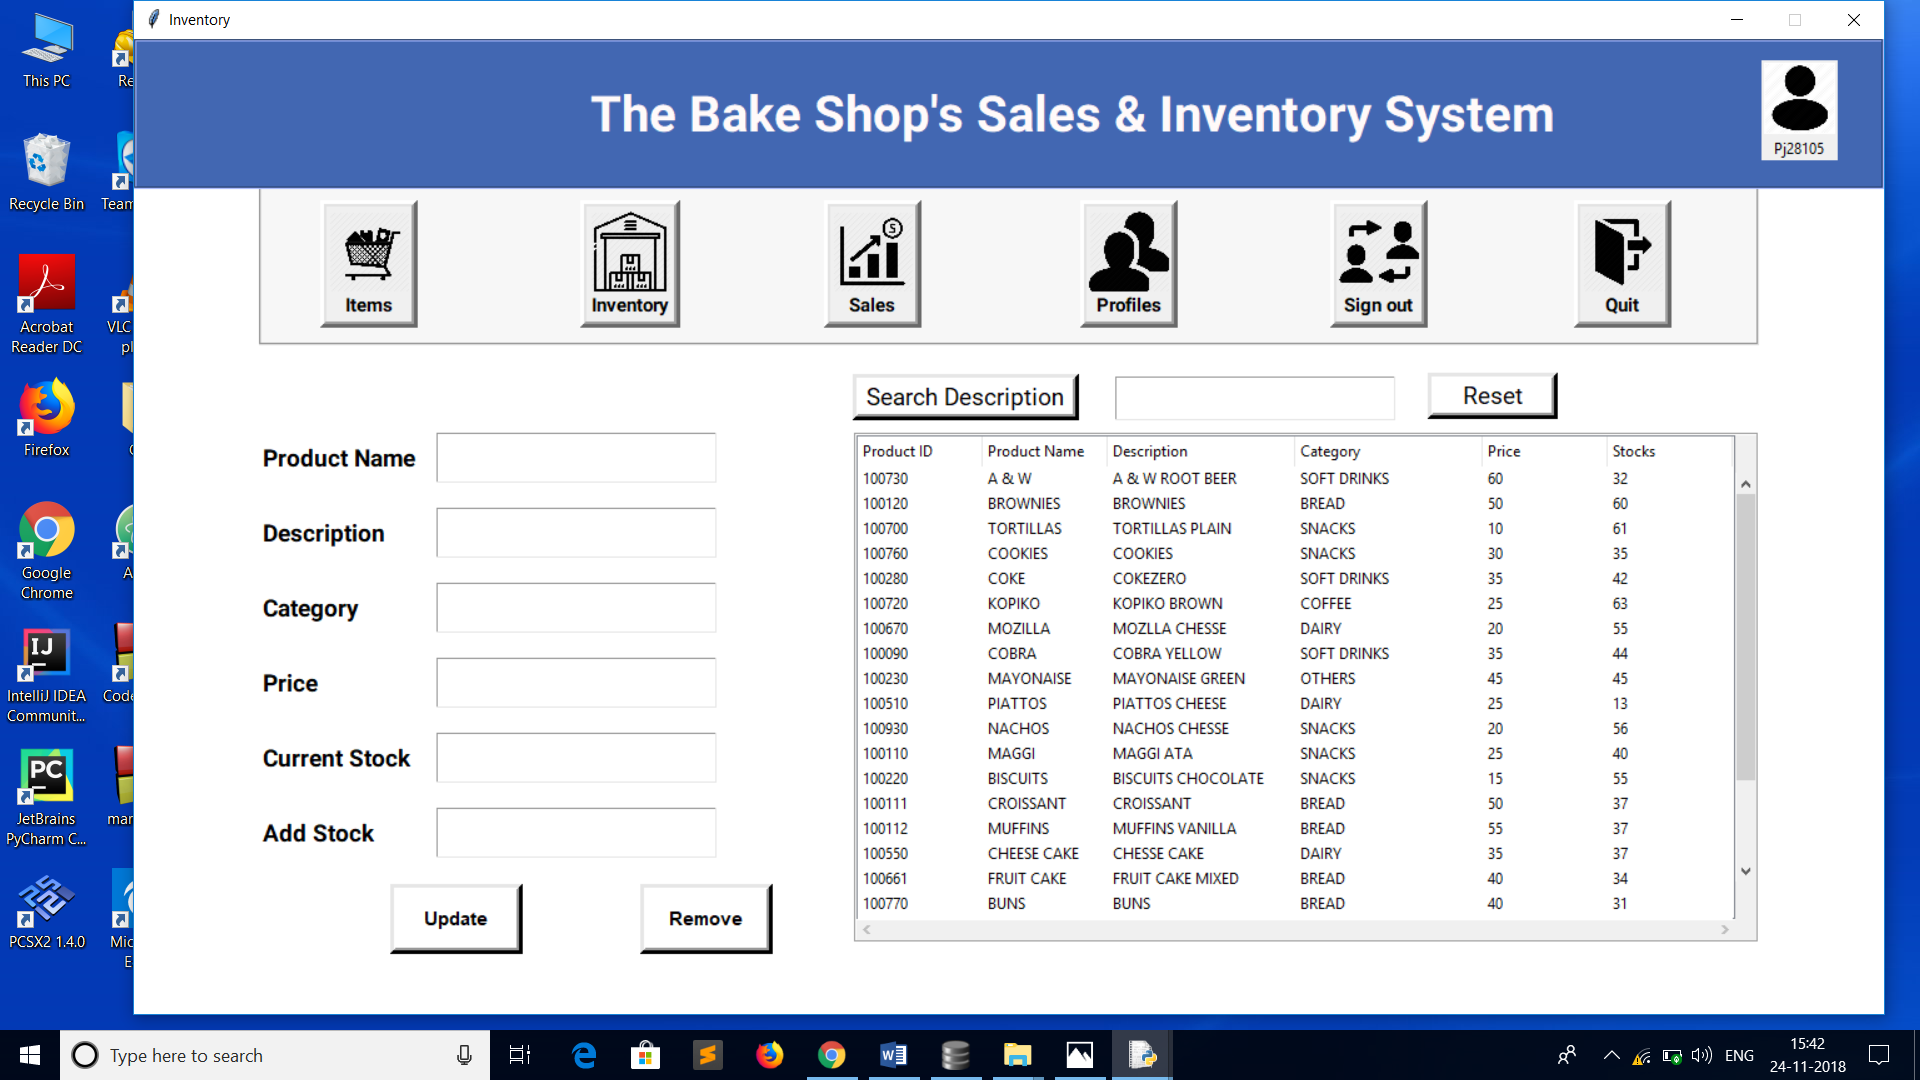 Inventory
The Bake Shop's Sales & Inventory System
Pj28105
Items Inventory Sales Profiles Sign out Quit
Search Description Reset
Product Name
Description
Category
Price
Current Stock
Add Stock
Update Remove
Product ID Product Name Description Category Price Stocks
100730 A & W A & W ROOT BEER SOFT DRINKS 60 32
100120 BROWNIES BROWNIES BREAD 50 60
100700 TORTILLAS TORTILLAS PLAIN SNACKS 10 61
100760 COOKIES COOKIES SNACKS 30 35
100280 COKE COKEZERO SOFT DRINKS 35 42
100720 KOPIKO KOPIKO BROWN COFFEE 25 63
100670 MOZILLA MOZLLA CHESSE DAIRY 20 55
100090 COBRA COBRA YELLOW SOFT DRINKS 35 44
100230 MAYONAISE MAYONAISE GREEN OTHERS 45 45
100510 PIATTOS PIATTOS CHEESE DAIRY 25 13
100930 NACHOS NACHOS CHESSE SNACKS 20 56
100110 MAGGI MAGGI ATA SNACKS 25 40
100220 BISCUITS BISCUITS CHOCOLATE SNACKS 15 55
100111 CROISSANT CROISSANT BREAD 50 37
100112 MUFFINS MUFFINS VANILLA BREAD 55 37
100550 CHEESE CAKE CHESSE CAKE DAIRY 35 37
100661 FRUIT CAKE FRUIT CAKE MIXED BREAD 40 34
100770 BUNS BUNS BREAD 40 31
This PC
Re
Recycle Bin
Team
Acrobat
Reader DC
VLC
pl
Firefox
Google
Chrome
A
IntelliJ IDEA
Communit...
Code
JetBrains
PyCharm C...
mar
PCSX2 1.4.0
Mic
E
Type here to search
ENG
15:42
24-11-2018